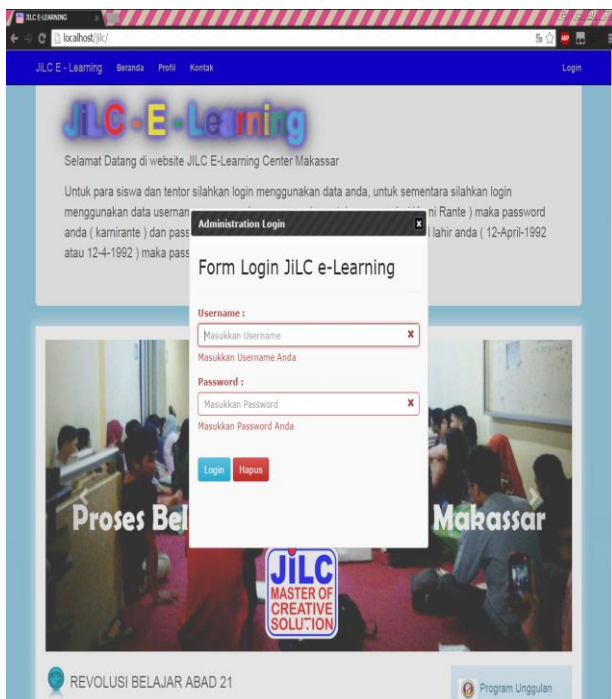 JILC E-LEARNING
localhost/jilc/
JiLC E - Learning Beranda Profil Kontak Login
JiLC - E - Learning
Selamat Datang di website JILC E-Learning Center Makassar
Untuk para siswa dan tentor silahkan login menggunakan data anda, untuk sementara silahkan login
menggunakan data usernam
ni Rante ) maka password
anda ( karnirante ) dan pass
l lahir anda ( 12-April-1992
atau 12-4-1992 ) maka pass
Administration Login
Form Login JiLC e-Learning
Username :
Masukkan Username
Masukkan Username Anda
Password :
Masukkan Password
Masukkan Password Anda
Login Hapus
Proses Bel
Makassar
JiLC
MASTER OF
CREATIVE
SOLUTION
REVOLUSI BELAJAR ABAD 21
Program Unggulan